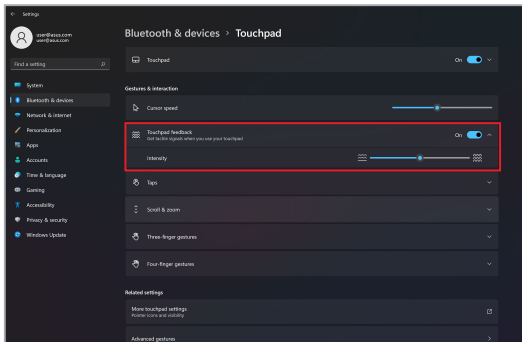 Settings
user@asus.com
user@asus.com
Find a setting
System
Bluetooth & devices
Network & internet
Personalization
Apps
Accounts
Time & language
Gaming
Accessibility
Privacy & security
Windows Update
Bluetooth & devices > Touchpad
Touchpad
On
Gestures & interaction
Cursor speed
Touchpad feedback
Get tactile signals when you use your touchpad
On
Intensity
Taps
Scroll & zoom
Three-finger gestures
Four-finger gestures
Related settings
More touchpad settings
Pointer icons and visibility
Advanced gestures